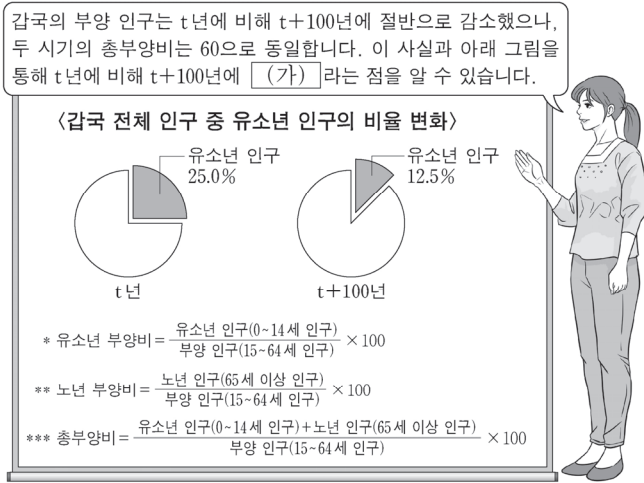 갑국의 부양 인구는 t년에 비해 t+100년에 절반으로 감소했으나,
두 시기의 총부양비는 60으로 동일합니다. 이 사실과 아래 그림을
통해 t년에 비해 t+100년에 (가) 라는 점을 알 수 있습니다.
〈갑국 전체 인구 중 유소년 인구의 비율 변화〉
유소년 인구
25.0%
t년
유소년 인구
12.5%
t+100년
* 유소년 부양비= 유소년 인구(0~14세 인구) / 부양 인구(15~64세 인구) ×100
** 노년 부양비= 노년 인구(65세 이상 인구) / 부양 인구(15~64세 인구) ×100
*** 총부양비= 유소년 인구(0~14세 인구)+노년 인구(65세 이상 인구) / 부양 인구(15~64세 인구) ×100